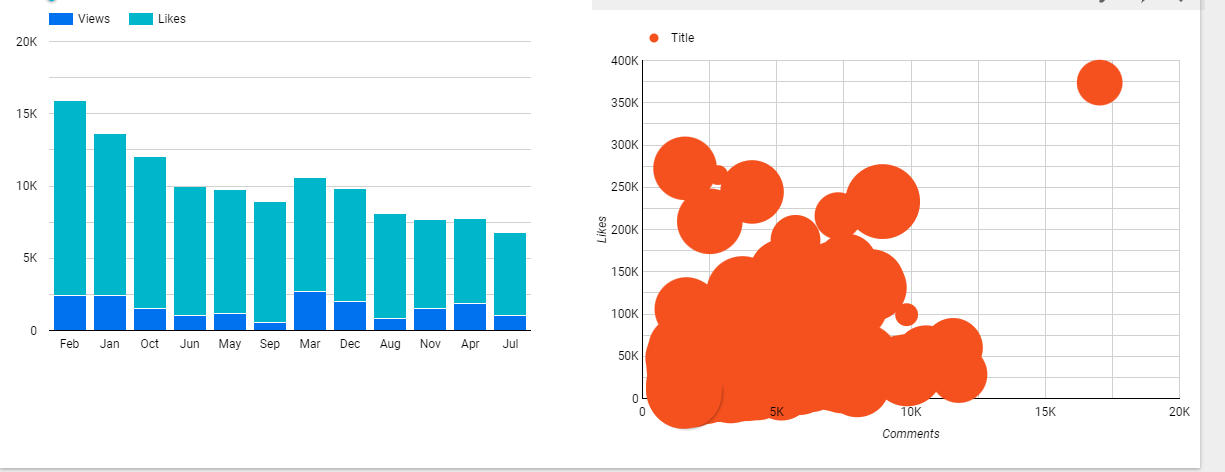 Views Likes
20K
15K
10K
5K
0
Feb Jan Oct Jun May Sep Mar Dec Aug Nov Apr Jul
Title
400K
350K
300K
250K
200K
150K
100K
50K
0
Likes
0 5K 10K 15K 20K
Comments